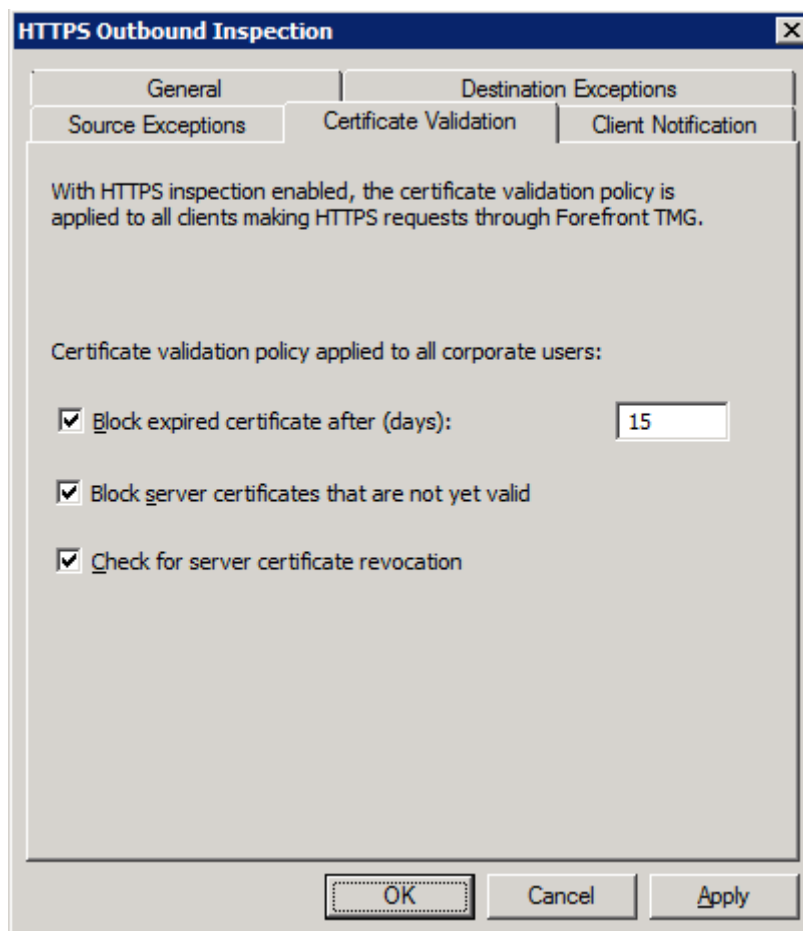 HTTPS Outbound Inspection
General
Destination Exceptions
Source Exceptions
Certificate Validation
Client Notification
With HTTPS inspection enabled, the certificate validation policy is
applied to all clients making HTTPS requests through Forefront TMG.
Certificate validation policy applied to all corporate users:
Block expired certificate after (days): 15
Block server certificates that are not yet valid
Check for server certificate revocation
OK Cancel Apply